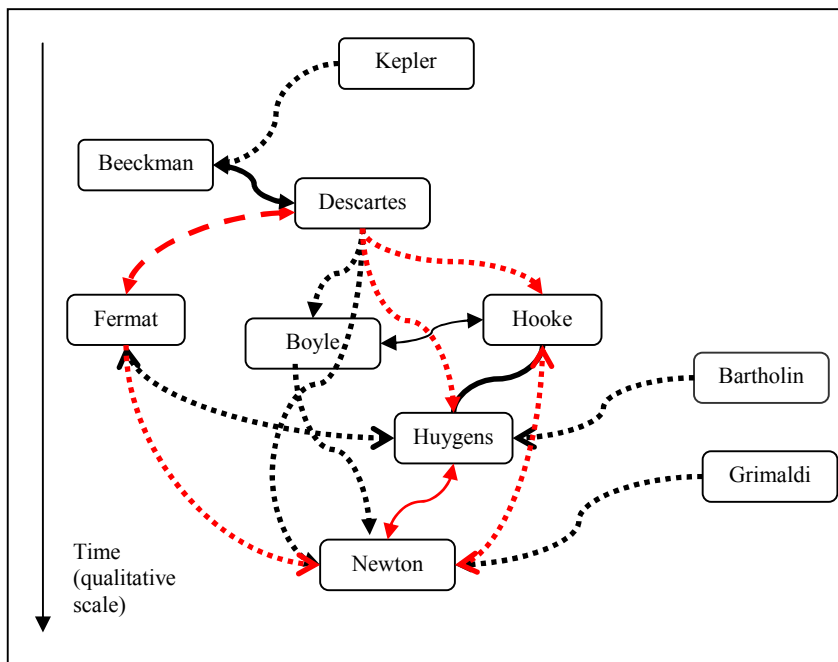 Kepler
Beeckman
Descartes
Fermat
Boyle
Hooke
Bartholin
Huygens
Grimaldi
Time
(qualitative
scale)
Newton